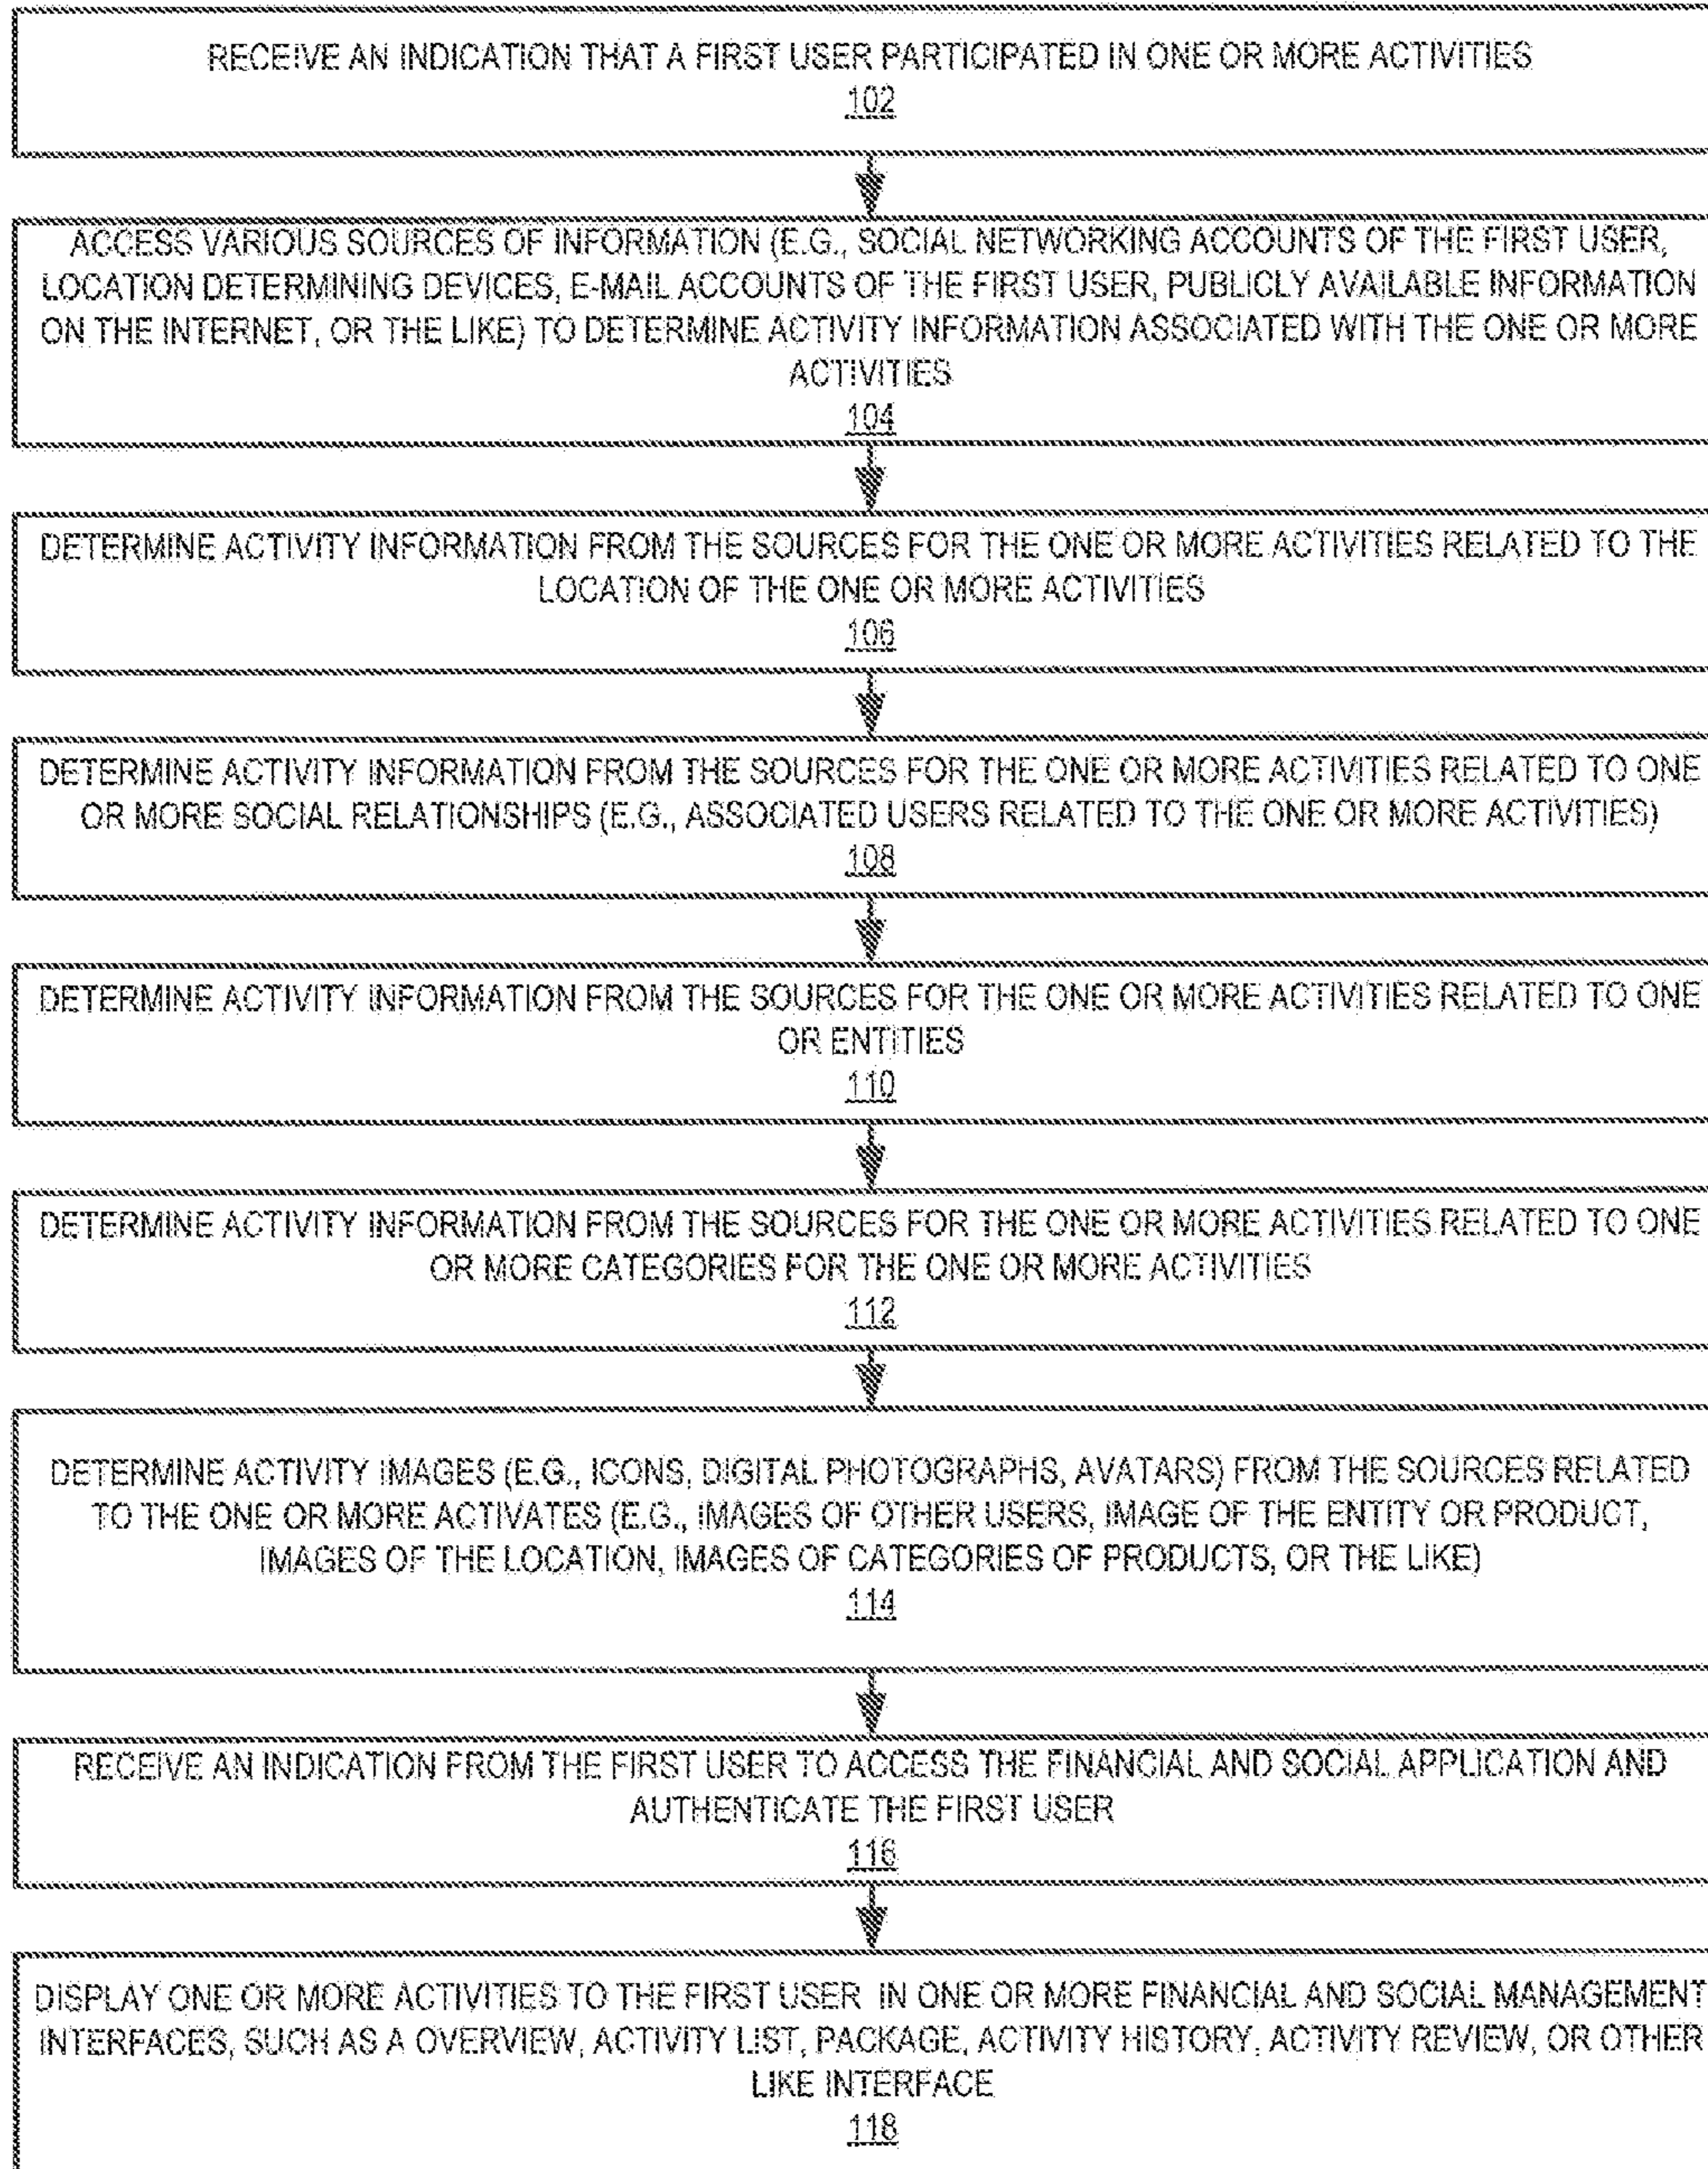 RECEIVE AN INDICATION THAT A FIRST USER PARTICIPATED IN ONE OR MORE ACTIVITIES
102
ACCESS VARIOUS SOURCES OF INFORMATION (E.G., SOCIAL NETWORKING ACCOUNTS OF THE FIRST USER,
LOCATION DETERMINING DEVICES, E-MAIL ACCOUNTS OF THE FIRST USER, PUBLICLY AVAILABLE INFORMATION
ON THE INTERNET, OR THE LIKE) TO DETERMINE ACTIVITY INFORMATION ASSOCIATED WITH THE ONE OR MORE
ACTIVITIES
104
DETERMINE ACTIVITY INFORMATION FROM THE SOURCES FOR THE ONE OR MORE ACTIVITIES RELATED TO THE
LOCATION OF THE ONE OR MORE ACTIVITIES
106
DETERMINE ACTIVITY INFORMATION FROM THE SOURCES FOR THE ONE OR MORE ACTIVITIES RELATED TO ONE
OR MORE SOCIAL RELATIONSHIPS (E.G., ASSOCIATED USERS RELATED TO THE ONE OR MORE ACTIVITIES)
108
DETERMINE ACTIVITY INFORMATION FROM THE SOURCES FOR THE ONE OR MORE ACTIVITIES RELATED TO ONE
OR ENTITIES
110
DETERMINE ACTIVITY INFORMATION FROM THE SOURCES FOR THE ONE OR MORE ACTIVITIES RELATED TO ONE
OR MORE CATEGORIES FOR THE ONE OR MORE ACTIVITIES
112
DETERMINE ACTIVITY IMAGES (E.G., ICONS, DIGITAL PHOTOGRAPHS, AVATARS) FROM THE SOURCES RELATED
TO THE ONE OR MORE ACTIVATES (E.G., IMAGES OF OTHER USERS, IMAGE OF THE ENTITY OR PRODUCT,
IMAGES OF THE LOCATION, IMAGES OF CATEGORIES OF PRODUCTS, OR THE LIKE)
114
RECEIVE AN INDICATION FROM THE FIRST USER TO ACCESS THE FINANCIAL AND SOCIAL APPLICATION AND
AUTHENTICATE THE FIRST USER
116
DISPLAY ONE OR MORE ACTIVITIES TO THE FIRST USER IN ONE OR MORE FINANCIAL AND SOCIAL MANAGEMENT
INTERFACES, SUCH AS A OVERVIEW, ACTIVITY LIST, PACKAGE, ACTIVITY HISTORY, ACTIVITY REVIEW, OR OTHER
LIKE INTERFACE
118